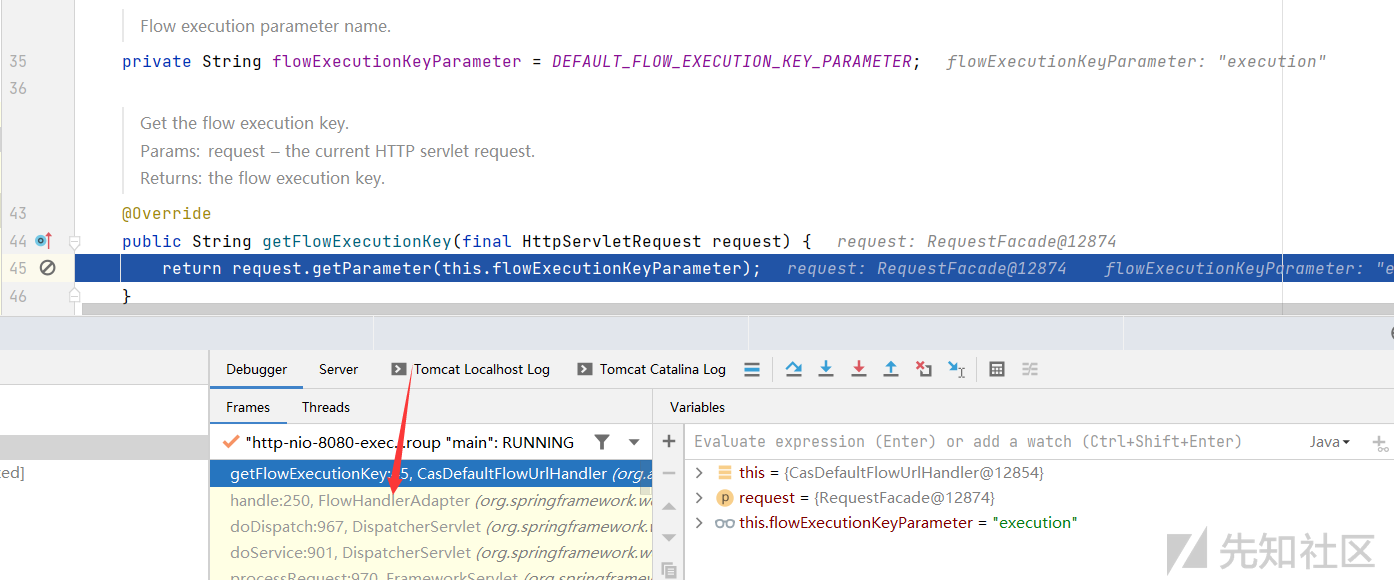 Flow execution parameter name.
35 private String flowExecutionKeyParameter = DEFAULT_FLOW_EXECUTION_KEY_PARAMETER; flowExecutionKeyParameter: "execution"
36
Get the flow execution key.
Params: request – the current HTTP servlet request.
Returns: the flow execution key.
43 @Override
44 public String getFlowExecutionKey(final HttpServletRequest request) { request: RequestFacade@12874
45 return request.getParameter(this.flowExecutionKeyParameter); request: RequestFacade@12874 flowExecutionKeyParameter: "e
46 }
Debugger Server Tomcat Localhost Log Tomcat Catalina Log
Frames Threads Variables
"http-nio-8080-exec...roup "main": RUNNING
Evaluate expression (Enter) or add a watch (Ctrl+Shift+Enter) Java
ed]
getFlowExecutionKey: 5, CasDefaultFlowUrlHandler (org.a
this = {CasDefaultFlowUrlHandler@12854}
handle:250, FlowHandlerAdapter (org.springframework.we
p request = {RequestFacade@12874}
doDispatch:967, DispatcherServlet (org.springframework.w
this.flowExecutionKeyParameter = "execution"
doService:901, DispatcherServlet (org.springframework.w
processRequest:970, FrameworkServlet (org.springframew
先知社区